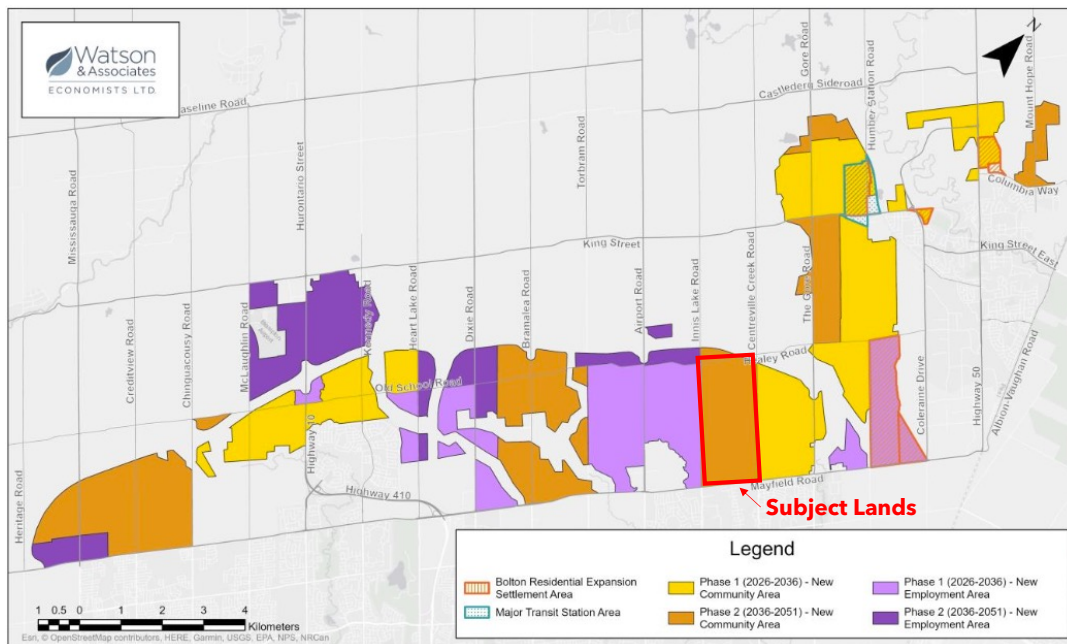 Watson
& Associates
ECONOMISTS LTD.
N
aseline Road
Gore Road
Mount Hope Road
Castlederg Sideroad
Humber Station Road
Mississauga Road
Hurontario Street
Torbram Road
Columbia Way
King Street
King Street East
Creditview Road
Chinguacousy Road
McLaughlin Road
Kennedy Road
Heart Lake Road
Dixie Road
Bramalea Road
Airport Road
Innis Lake Road
Centreville Creek Road
The Gore Road
Healey Road
Old School Road
Coleraine Drive
Highway 50
Albion-Vaughan Road
Heritage Road
Highway 10
Highway 410
Mayfield Road
Subject Lands
Legend
Bolton Residential Expansion
Settlement Area
Major Transit Station Area
Phase 1 (2026-2036) - New
Community Area
Phase 2 (2036-2051) - New
Community Area
Phase 1 (2026-2036) - New
Employment Area
Phase 2 (2036-2051) - New
Employment Area
1 0.5 0 1 2 3 4
Kilometers
Esri, © OpenStreetMap contributors, HERE, Garmin, USGS, EPA, NPS, NRCan